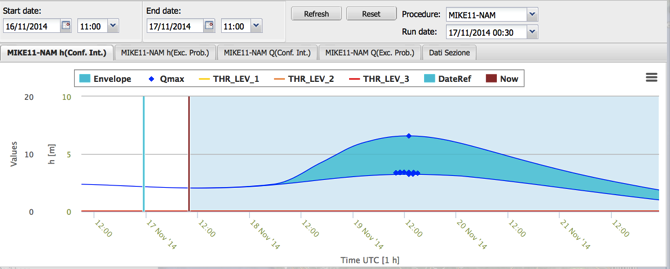 Start date:
16/11/2014 11:00
End date:
17/11/2014 11:00
Refresh Reset
Procedure: MIKE11-NAM
Run date: 17/11/2014 00:30
MIKE11-NAM h(Conf. Int.) MIKE11-NAM h(Exc. Prob.) MIKE11-NAM Q(Conf. Int.) MIKE11-NAM Q(Exc. Prob.) Dati Sezione
Envelope Qmax THR_LEV_1 THR_LEV_2 THR_LEV_3 DateRef Now
20 10
10 5
0 0
Values
h [m]
12:00 17 Nov '14 12:00 18 Nov '14 12:00 19 Nov '14 12:00 20 Nov '14 12:00 21 Nov '14 12:00
Time UTC [1 h]